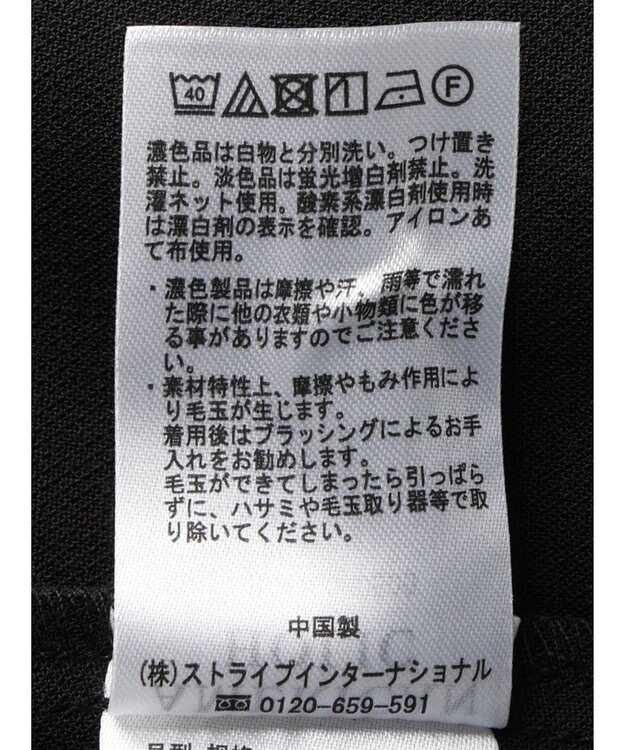 40 F
濃色品は白物と分別洗い。つけ置き
禁止。淡色品は蛍光増白剤禁止。洗
濯ネット使用。酸素系漂白剤使用時
は漂白剤の表示を確認。アイロンあ
て布使用。
・濃色製品は摩擦や汗、雨等で濡れ
た際に他の衣類や小物類に色が移
る事がありますのでご注意くださ
い。
・素材特性上、摩擦やもみ作用によ
り毛玉が生じます。
着用後はブラッシングによるお手
入れをお勧めします。
毛玉ができてしまったら引っぱら
ずに、ハサミや毛玉取り器等で取
り除いてください。
中国製
(株)ストライプインターナショナル
0120-659-591